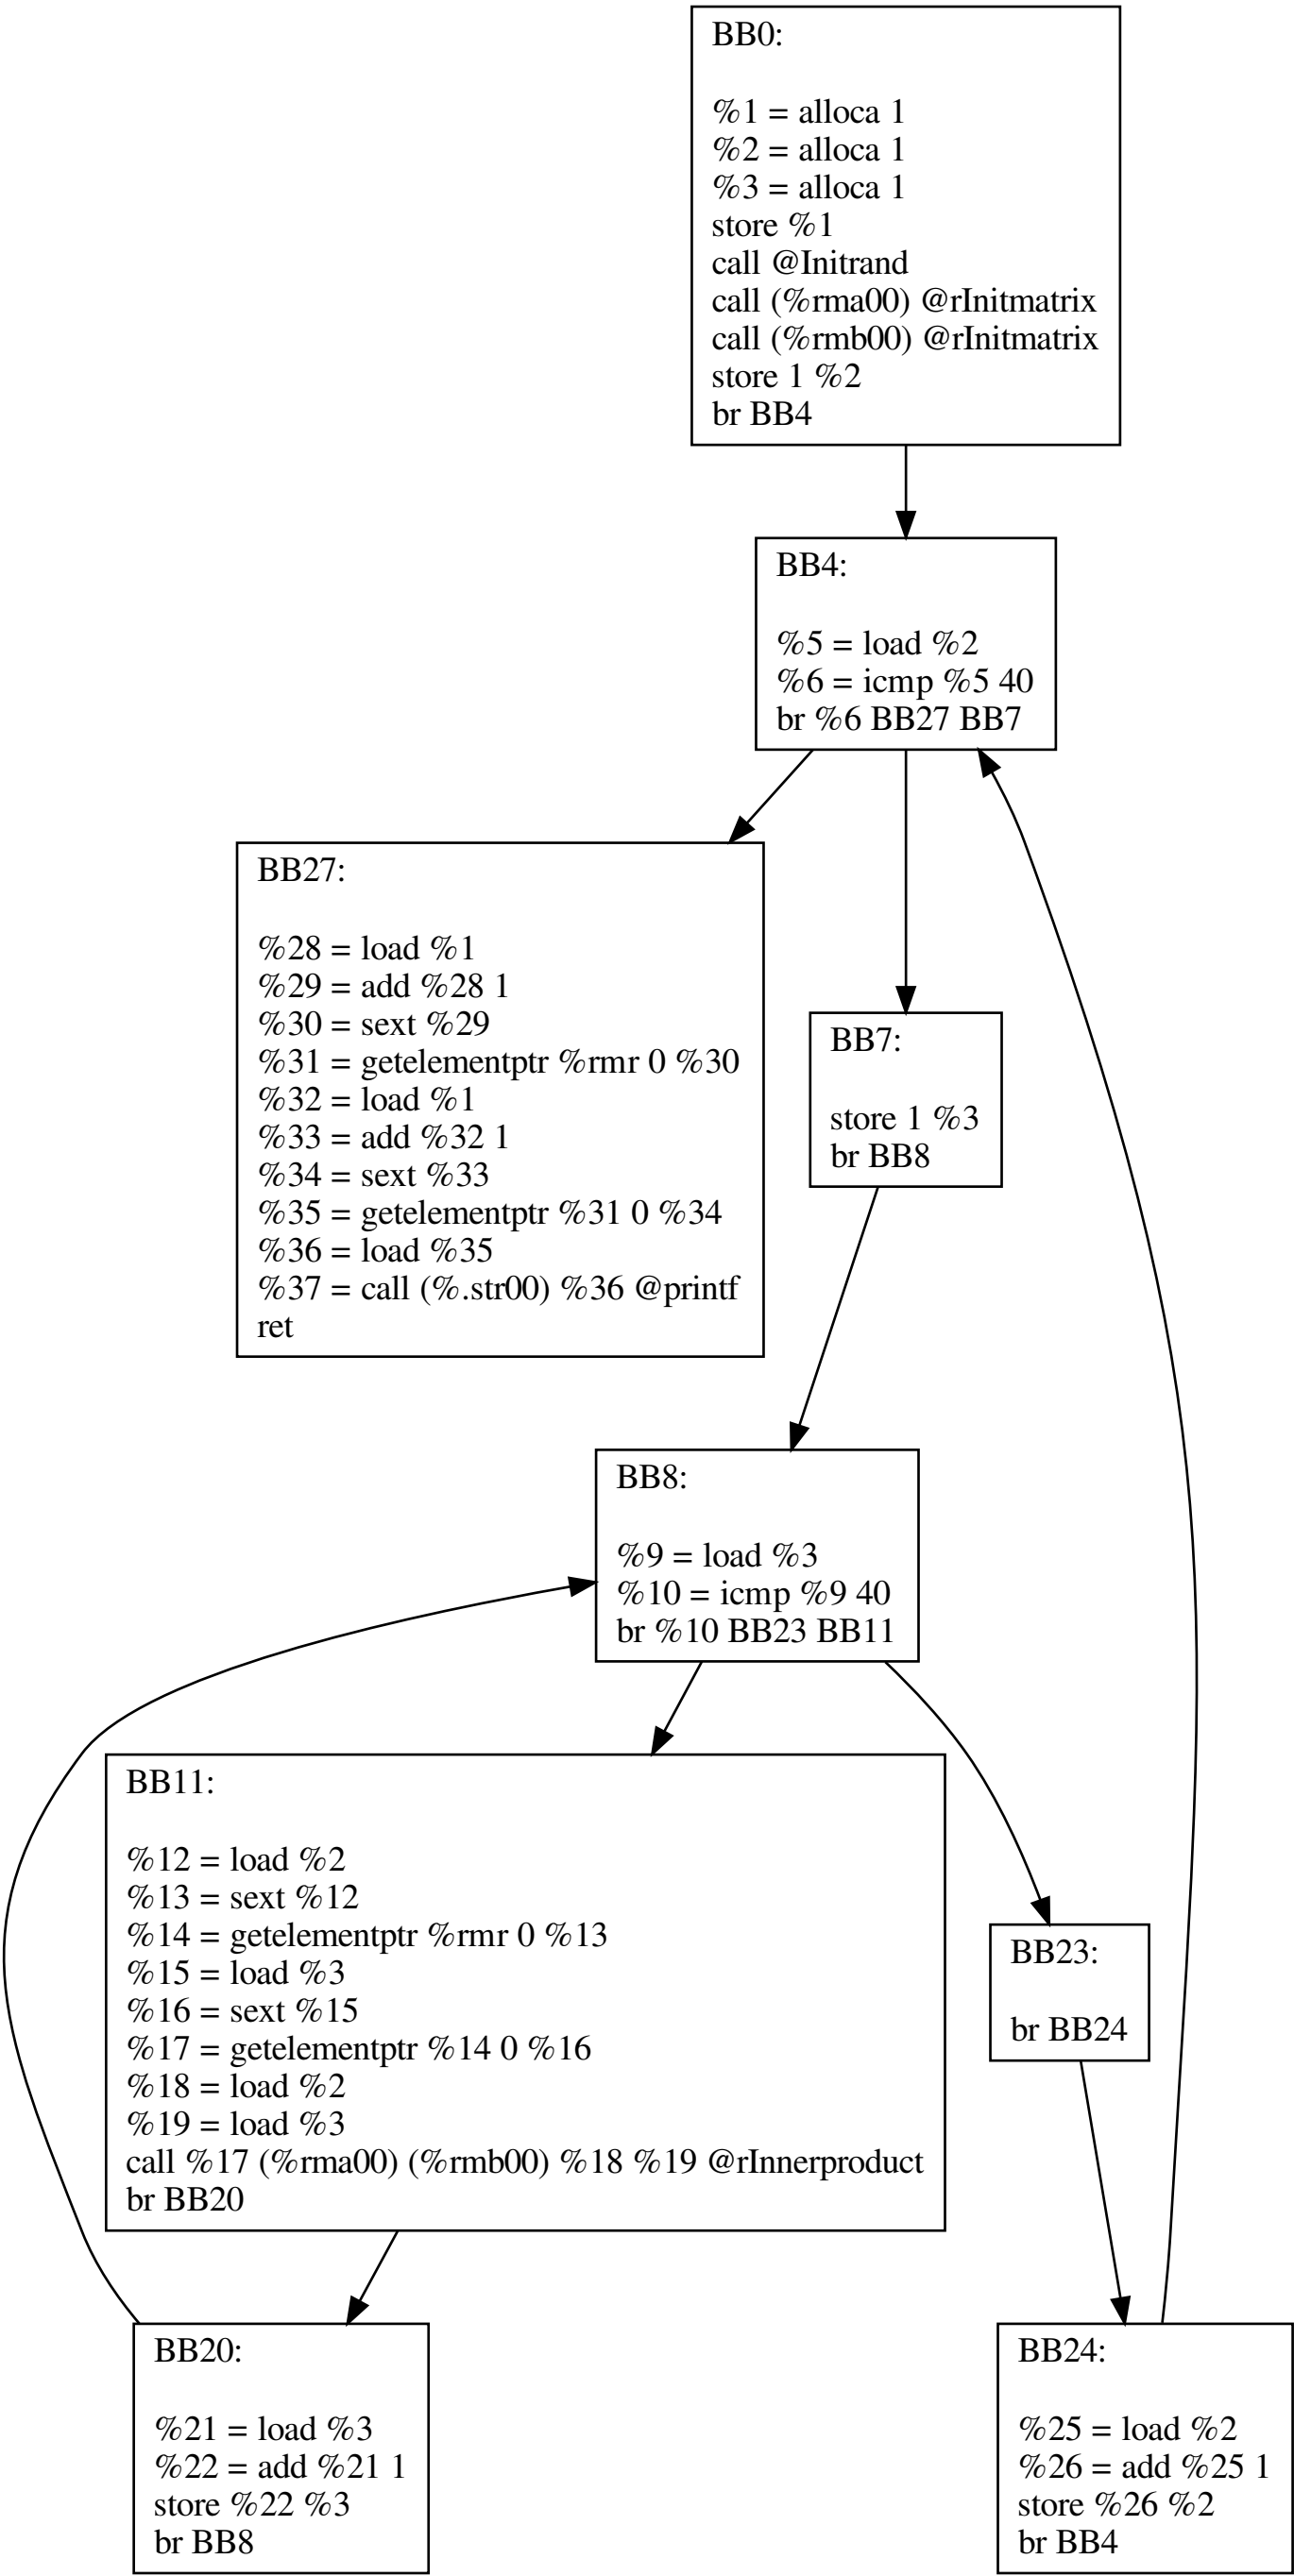 BB0:
%1 = alloca 1
%2 = alloca 1
%3 = alloca 1
store %1
call @Initrand
call (%rma00) @rInitmatrix
call (%rmb00) @rInitmatrix
store 1 %2
br BB4
BB4:
%5 = load %2
%6 = icmp %5 40
br %6 BB27 BB7
BB27:
%28 = load %1
%29 = add %28 1
%30 = sext %29
%31 = getelementptr %rmr 0 %30
%32 = load %1
%33 = add %32 1
%34 = sext %33
%35 = getelementptr %31 0 %34
%36 = load %35
%37 = call (%.str00) %36 @printf
ret
BB7:
store 1 %3
br BB8
BB8:
%9 = load %3
%10 = icmp %9 40
br %10 BB23 BB11
BB11:
%12 = load %2
%13 = sext %12
%14 = getelementptr %rmr 0 %13
%15 = load %3
%16 = sext %15
%17 = getelementptr %14 0 %16
%18 = load %2
%19 = load %3
call %17 (%rma00) (%rmb00) %18 %19 @rInnerproduct
br BB20
BB23:
br BB24
BB20:
%21 = load %3
%22 = add %21 1
store %22 %3
br BB8
BB24:
%25 = load %2
%26 = add %25 1
store %26 %2
br BB4